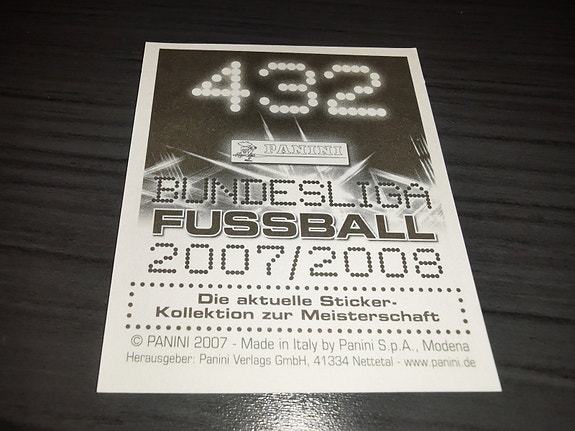 432
PANINI
BUNDESLIGA
FUSSBALL
2007/2008
Die aktuelle Sticker-
Kollektion zur Meisterschaft
© PANINI 2007 - Made in Italy by Panini S.p.A., Modena
Herausgeber: Panini Verlags GmbH, 41334 Nettetal - www.panini.de